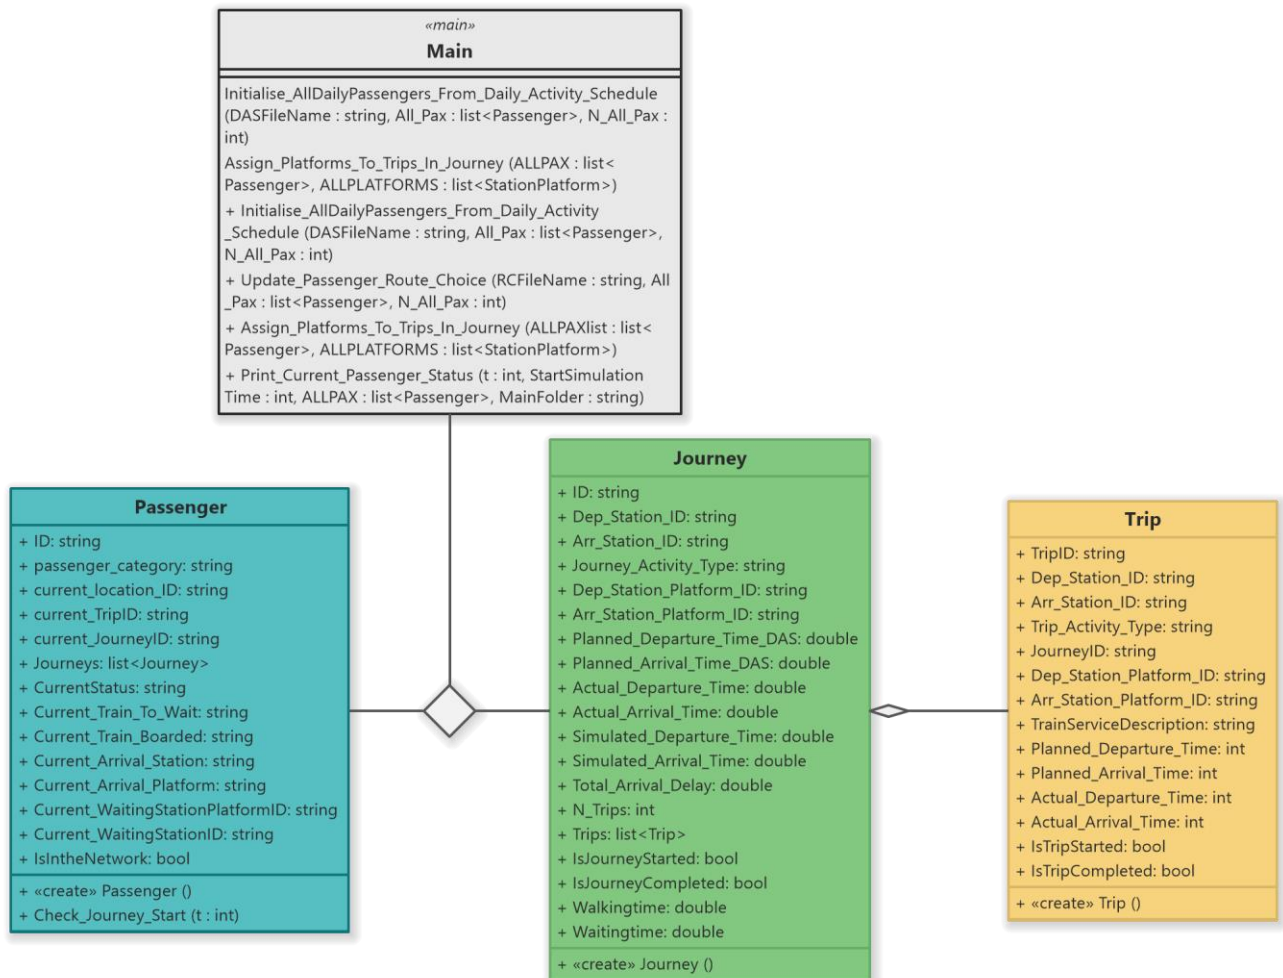 «main»
Main
Initialise_AllDailyPassengers_From_Daily_Activity_Schedule
(DASFileName : string, All_Pax : list<Passenger>, N_All_Pax :
int)
Assign_Platforms_To_Trips_In_Journey (ALLPAX : list<
Passenger>, ALLPLATFORMS : list<StationPlatform>)
+ Initialise_AllDailyPassengers_From_Daily_Activity
_Schedule (DASFileName : string, All_Pax : list<Passenger>,
N_All_Pax : int)
+ Update_Passenger_Route_Choice (RCFileName : string, All
_Pax : list<Passenger>, N_All_Pax : int)
+ Assign_Platforms_To_Trips_In_Journey (ALLPAXlist : list<
Passenger>, ALLPLATFORMS : list<StationPlatform>)
+ Print_Current_Passenger_Status (t : int, StartSimulation
Time : int, ALLPAX : list<Passenger>, MainFolder : string)
Passenger
+ ID: string
+ passenger_category: string
+ current_location_ID: string
+ current_TripID: string
+ current_JourneyID: string
+ Journeys: list<Journey>
+ CurrentStatus: string
+ Current_Train_To_Wait: string
+ Current_Train_Boarded: string
+ Current_Arrival_Station: string
+ Current_Arrival_Platform: string
+ Current_WaitingStationPlatformID: string
+ Current_WaitingStationID: string
+ IsIntheNetwork: bool
+ «create» Passenger ()
+ Check_Journey_Start (t : int)
Journey
+ ID: string
+ Dep_Station_ID: string
+ Arr_Station_ID: string
+ Journey_Activity_Type: string
+ Dep_Station_Platform_ID: string
+ Arr_Station_Platform_ID: string
+ Planned_Departure_Time_DAS: double
+ Planned_Arrival_Time_DAS: double
+ Actual_Departure_Time: double
+ Actual_Arrival_Time: double
+ Simulated_Departure_Time: double
+ Simulated_Arrival_Time: double
+ Total_Arrival_Delay: double
+ N_Trips: int
+ Trips: list<Trip>
+ IsJourneyStarted: bool
+ IsJourneyCompleted: bool
+ Walkingtime: double
+ Waitingtime: double
+ «create» Journey ()
Trip
+ TripID: string
+ Dep_Station_ID: string
+ Arr_Station_ID: string
+ Trip_Activity_Type: string
+ JourneyID: string
+ Dep_Station_Platform_ID: string
+ Arr_Station_Platform_ID: string
+ TrainServiceDescription: string
+ Planned_Departure_Time: int
+ Planned_Arrival_Time: int
+ Actual_Departure_Time: int
+ Actual_Arrival_Time: int
+ IsTripStarted: bool
+ IsTripCompleted: bool
+ «create» Trip ()